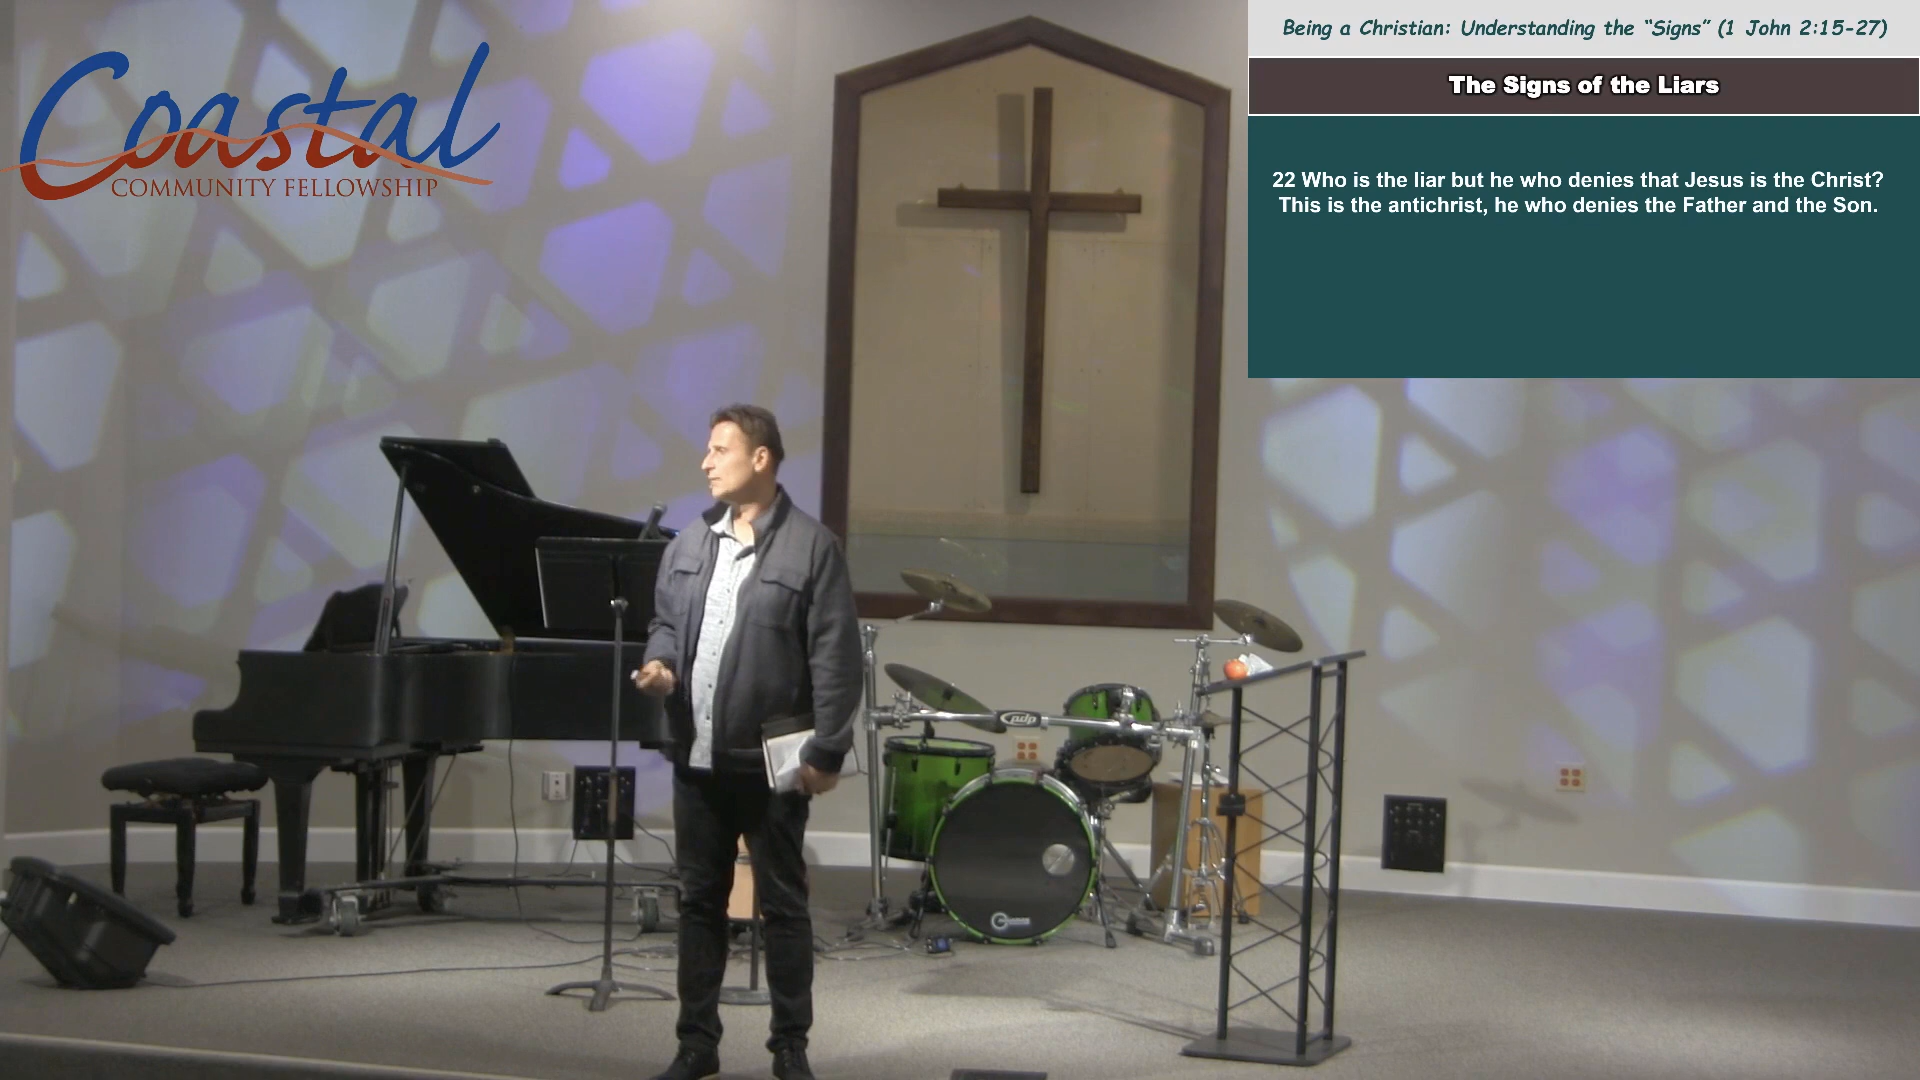 Coastal
COMMUNITY FELLOWSHIP
Being a Christian: Understanding the “Signs” (1 John 2:15-27)
The Signs of the Liars
22 Who is the liar but he who denies that Jesus is the Christ?
This is the antichrist, he who denies the Father and the Son.
pdp